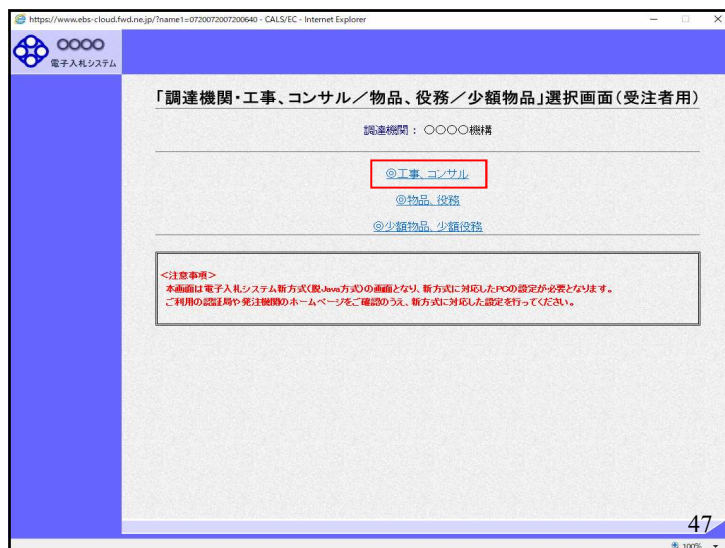 https://www.ebs-cloud.fwd.ne.jp/?name1=0720072007200640 - CALS/EC - Internet Explorer
○○○○
電子入札システム
「調達機関・工事、コンサル／物品、役務／少額物品」選択画面(受注者用)
調達機関： ○○○○機構
◎工事、コンサル
◎物品、役務
◎少額物品、少額役務
＜注意事項＞
本画面は電子入札システム新方式(脱Java方式)の画面となり、新方式に対応したPCの設定が必要となります。
ご利用の認証局や発注機関のホームページをご確認のうえ、新方式に対応した設定を行ってください。
47
100%